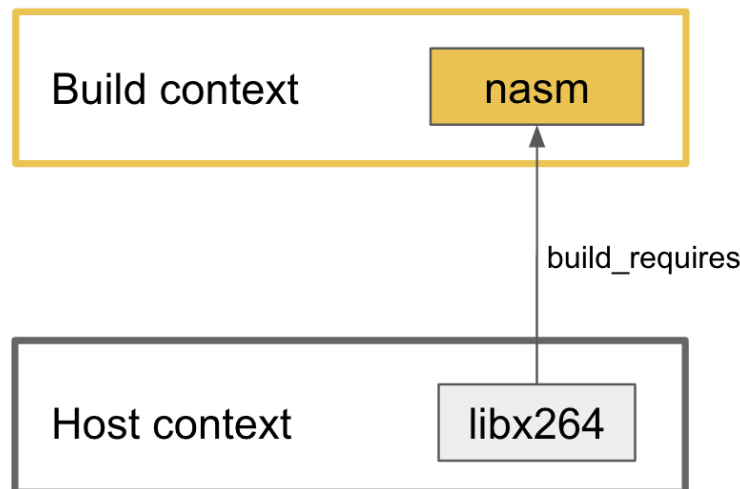 Build context
nasm
build_requires
Host context
libx264